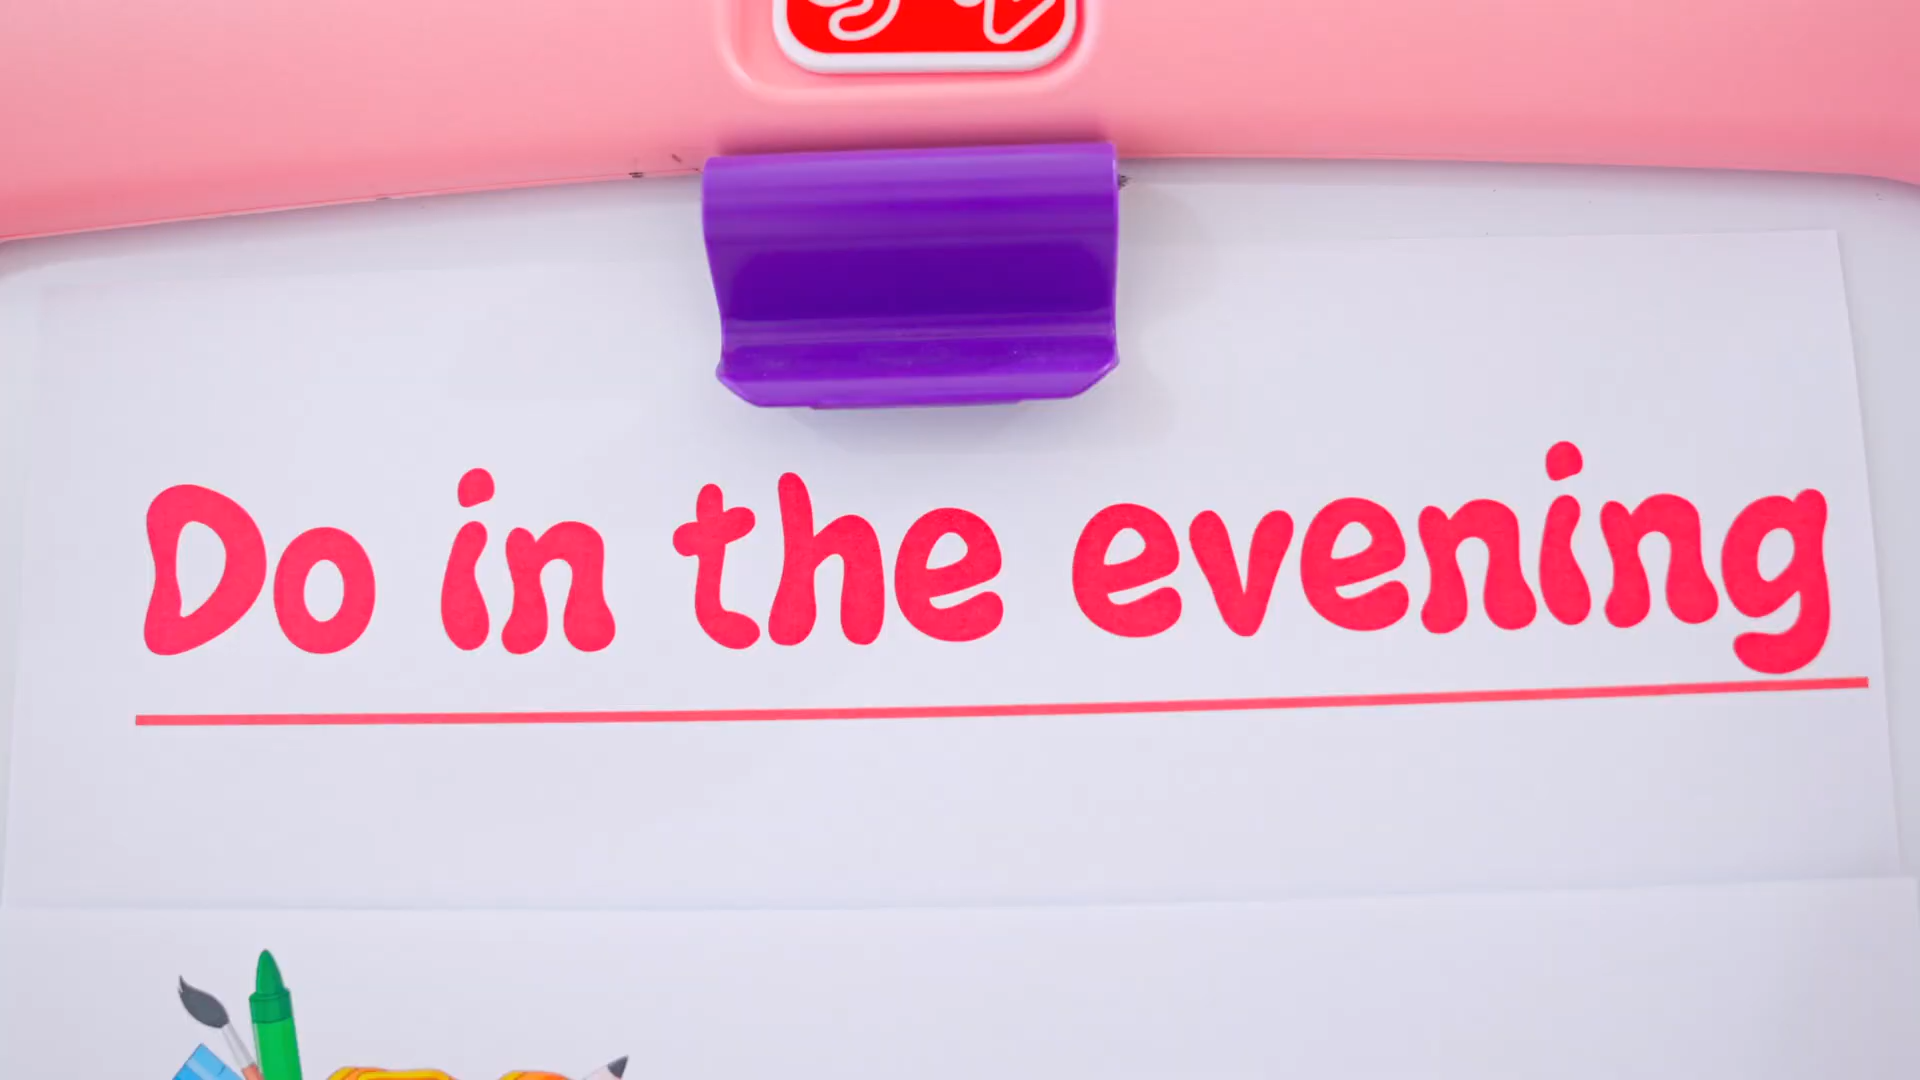 Do in the evening